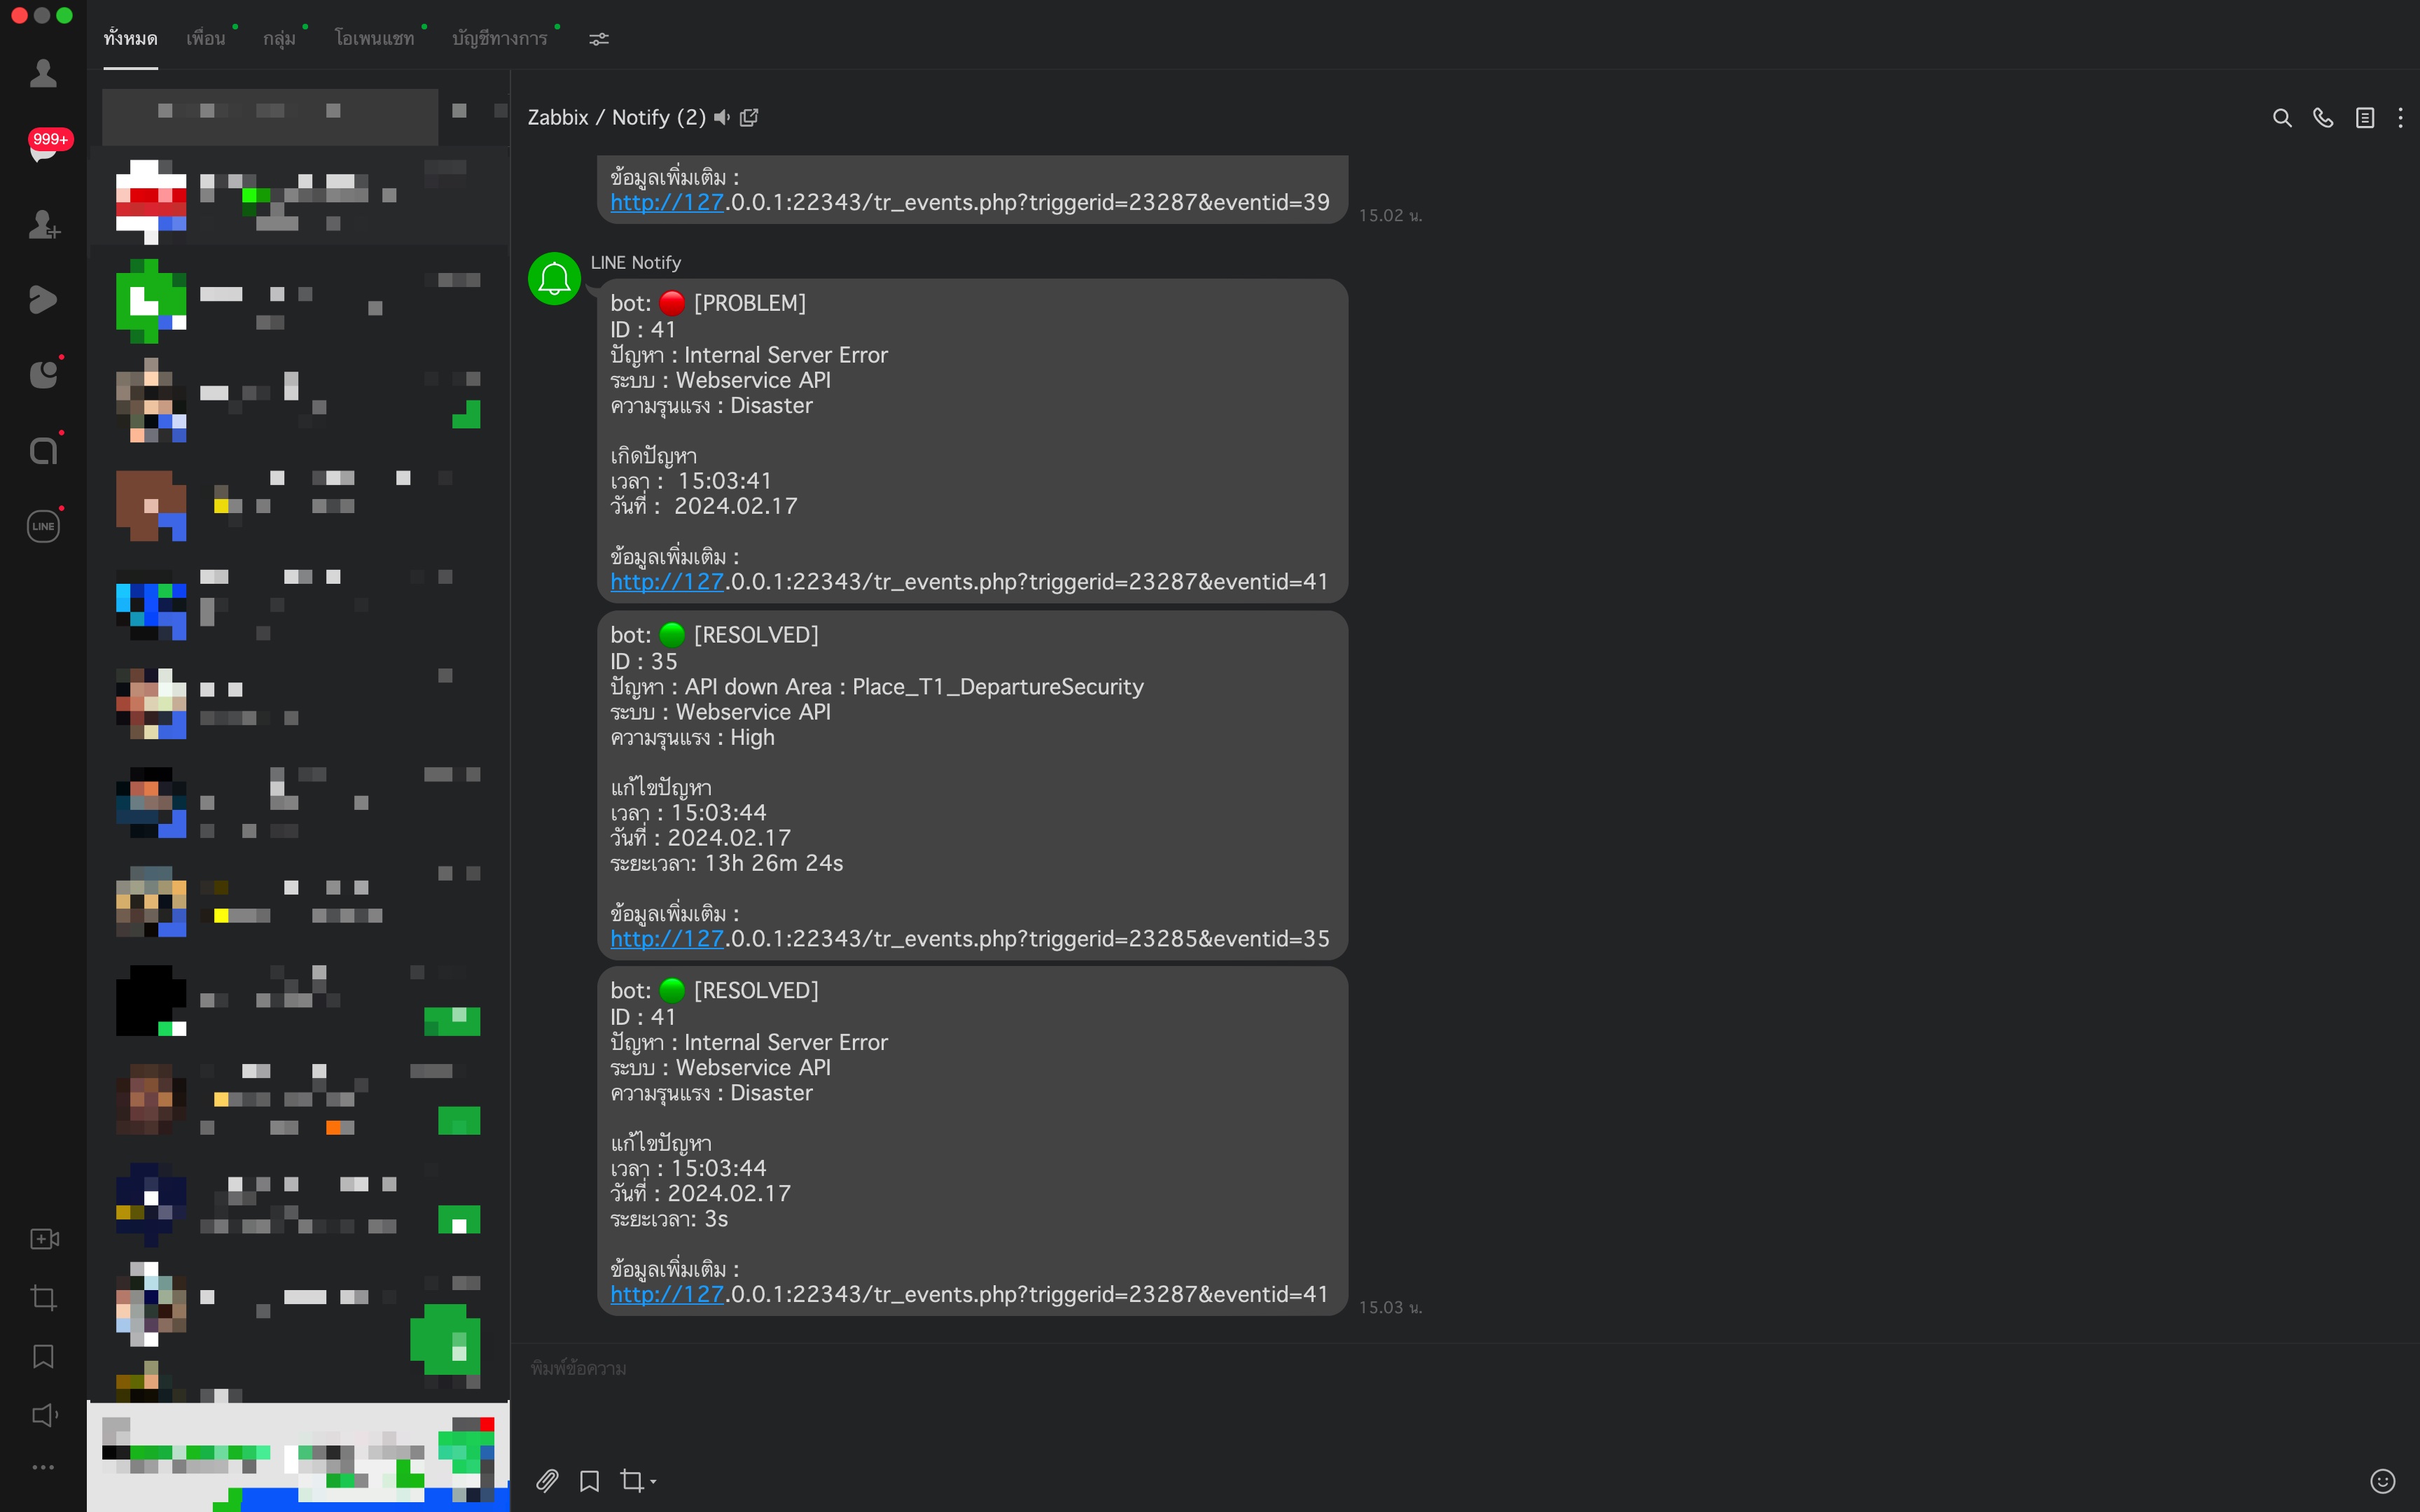 ทั้งหมด
เพื่อน
กลุ่ม
โอเพนแชท
บัญชีทางการ
999+
LINE
Zabbix / Notify (2)
ข้อมูลเพิ่มเติม :
http://127.0.0.1:22343/tr_events.php?triggerid=23287&eventid=39
15.02 น.
LINE Notify
bot: 🔴 [PROBLEM]
ID : 41
ปัญหา : Internal Server Error
ระบบ : Webservice API
ความรุนแรง : Disaster
เกิดปัญหา
เวลา : 15:03:41
วันที่ : 2024.02.17
ข้อมูลเพิ่มเติม :
http://127.0.0.1:22343/tr_events.php?triggerid=23287&eventid=41
bot: 🟢 [RESOLVED]
ID : 35
ปัญหา : API down Area : Place_T1_DepartureSecurity
ระบบ : Webservice API
ความรุนแรง : High
แก้ไขปัญหา
เวลา : 15:03:44
วันที่ : 2024.02.17
ระยะเวลา: 13h 26m 24s
ข้อมูลเพิ่มเติม :
http://127.0.0.1:22343/tr_events.php?triggerid=23285&eventid=35
bot: 🟢 [RESOLVED]
ID : 41
ปัญหา : Internal Server Error
ระบบ : Webservice API
ความรุนแรง : Disaster
แก้ไขปัญหา
เวลา : 15:03:44
วันที่ : 2024.02.17
ระยะเวลา: 3s
ข้อมูลเพิ่มเติม :
http://127.0.0.1:22343/tr_events.php?triggerid=23287&eventid=41
15.03 น.
พิมพ์ข้อความ